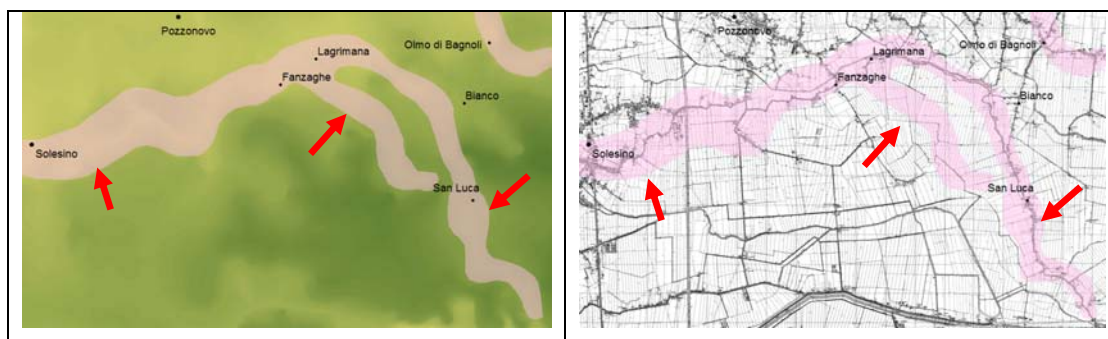 Pozzonovo
Lagrimana
Olmo di Bagnoli
Fanzaghe
Bianco
Solesino
San Luca
Pozzonovo
Lagrimana
Olmo di Bagnoli
Fanzaghe
Bianco
Solesino
San Luca